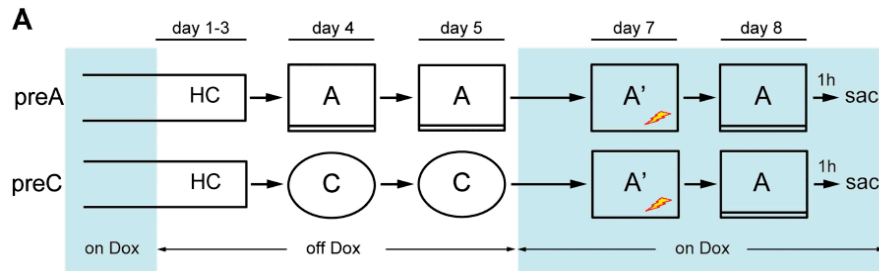 A
day 1-3 day 4 day 5 day 7 day 8
preA HC A A A' A 1h sac
preC HC C C A' A 1h sac
on Dox off Dox on Dox